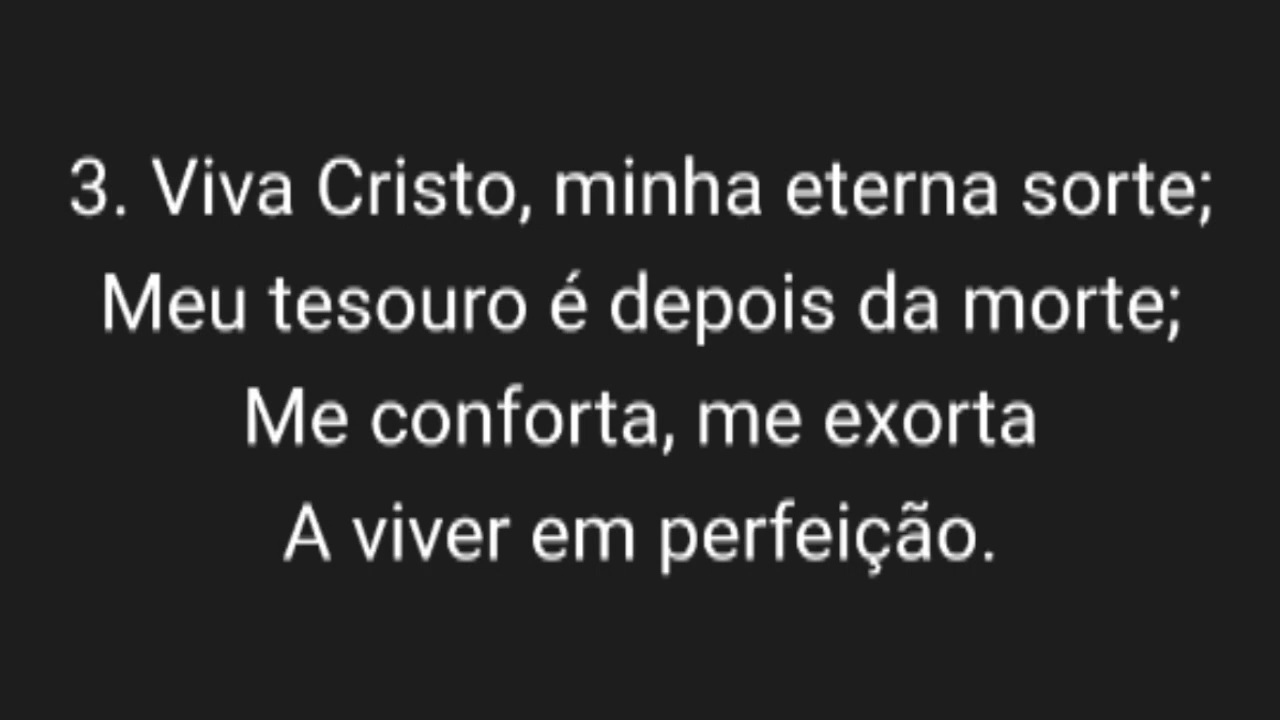 3. Viva Cristo, minha eterna sorte;
Meu tesouro é depois da morte;
Me conforta, me exorta
A viver em perfeição.